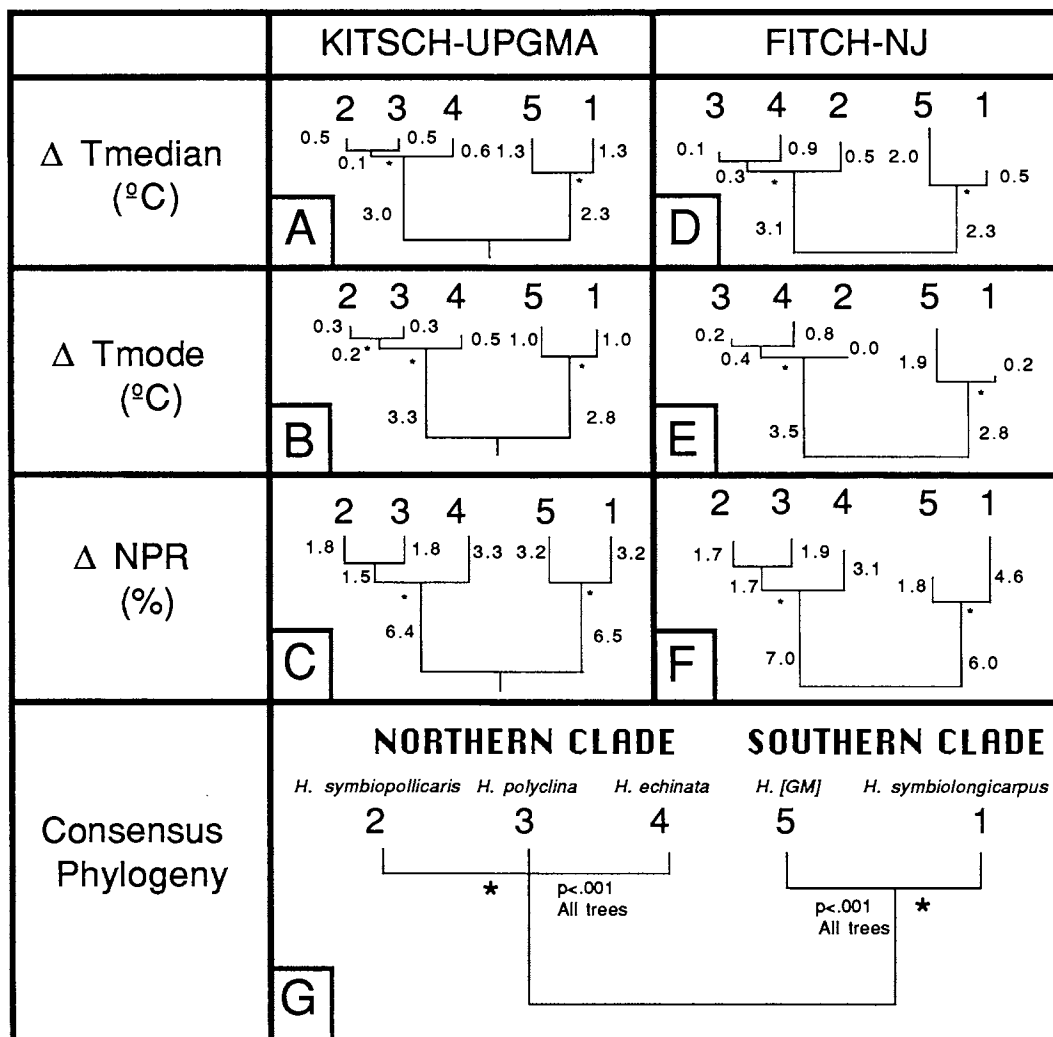 KITSCH-UPGMA FITCH-NJ
Δ Tmedian
(ºC)
2 3 4 5 1
0.5 0.5
0.1 * 0.6 1.3 1.3
*
3.0 2.3
A
3 4 2 5 1
0.1 0.9 0.5 2.0
0.3 * * 0.5
3.1 2.3
D
Δ Tmode
(ºC)
2 3 4 5 1
0.3 0.3
0.2 * * 0.5 1.0 * 1.0
3.3 2.8
B
3 4 2 5 1
0.2 0.8
0.4 * 0.0 1.9 * 0.2
3.5 2.8
E
Δ NPR
(%)
2 3 4 5 1
1.8 1.8 3.3 3.2 3.2
1.5
* *
6.4 6.5
C
2 3 4 5 1
1.7 1.9 3.1
1.7 * 1.8 * 4.6
7.0 6.0
F
Consensus
Phylogeny
NORTHERN CLADE SOUTHERN CLADE
H. symbiopollicaris H. polyclina H. echinata H. [GM] H. symbiolongicarpus
2 3 4 5 1
* p<.001
All trees
p<.001 *
All trees
G